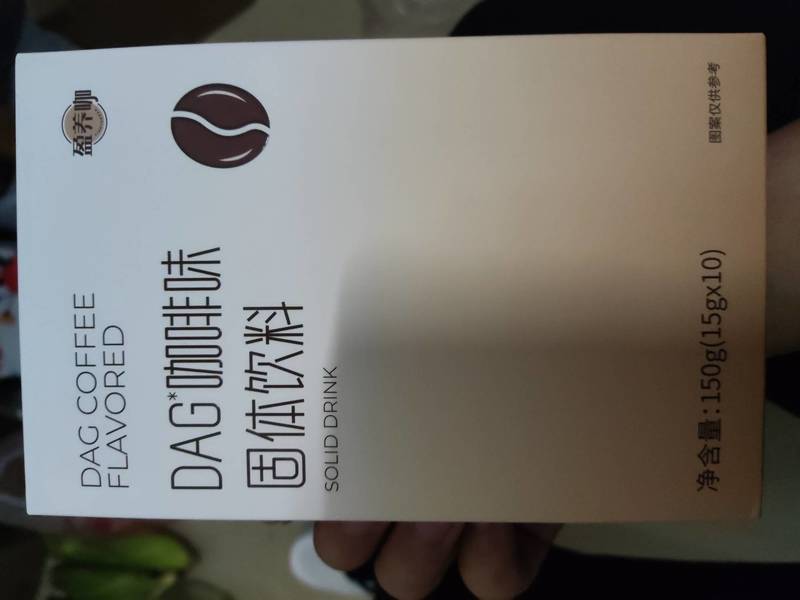 盈养咖
DAG COFFEE
FLAVORED
DAG*咖啡味
固体饮料
SOLID DRINK
图案仅供参考
净含量:150g(15gx10)